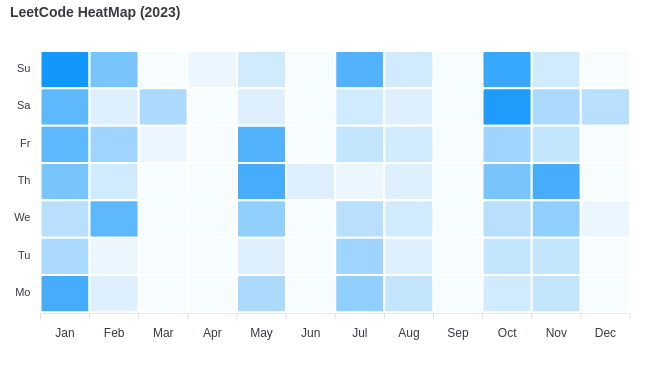 LeetCode HeatMap (2023)
Su
Sa
Fr
Th
We
Tu
Mo
Jan Feb Mar Apr May Jun Jul Aug Sep Oct Nov Dec